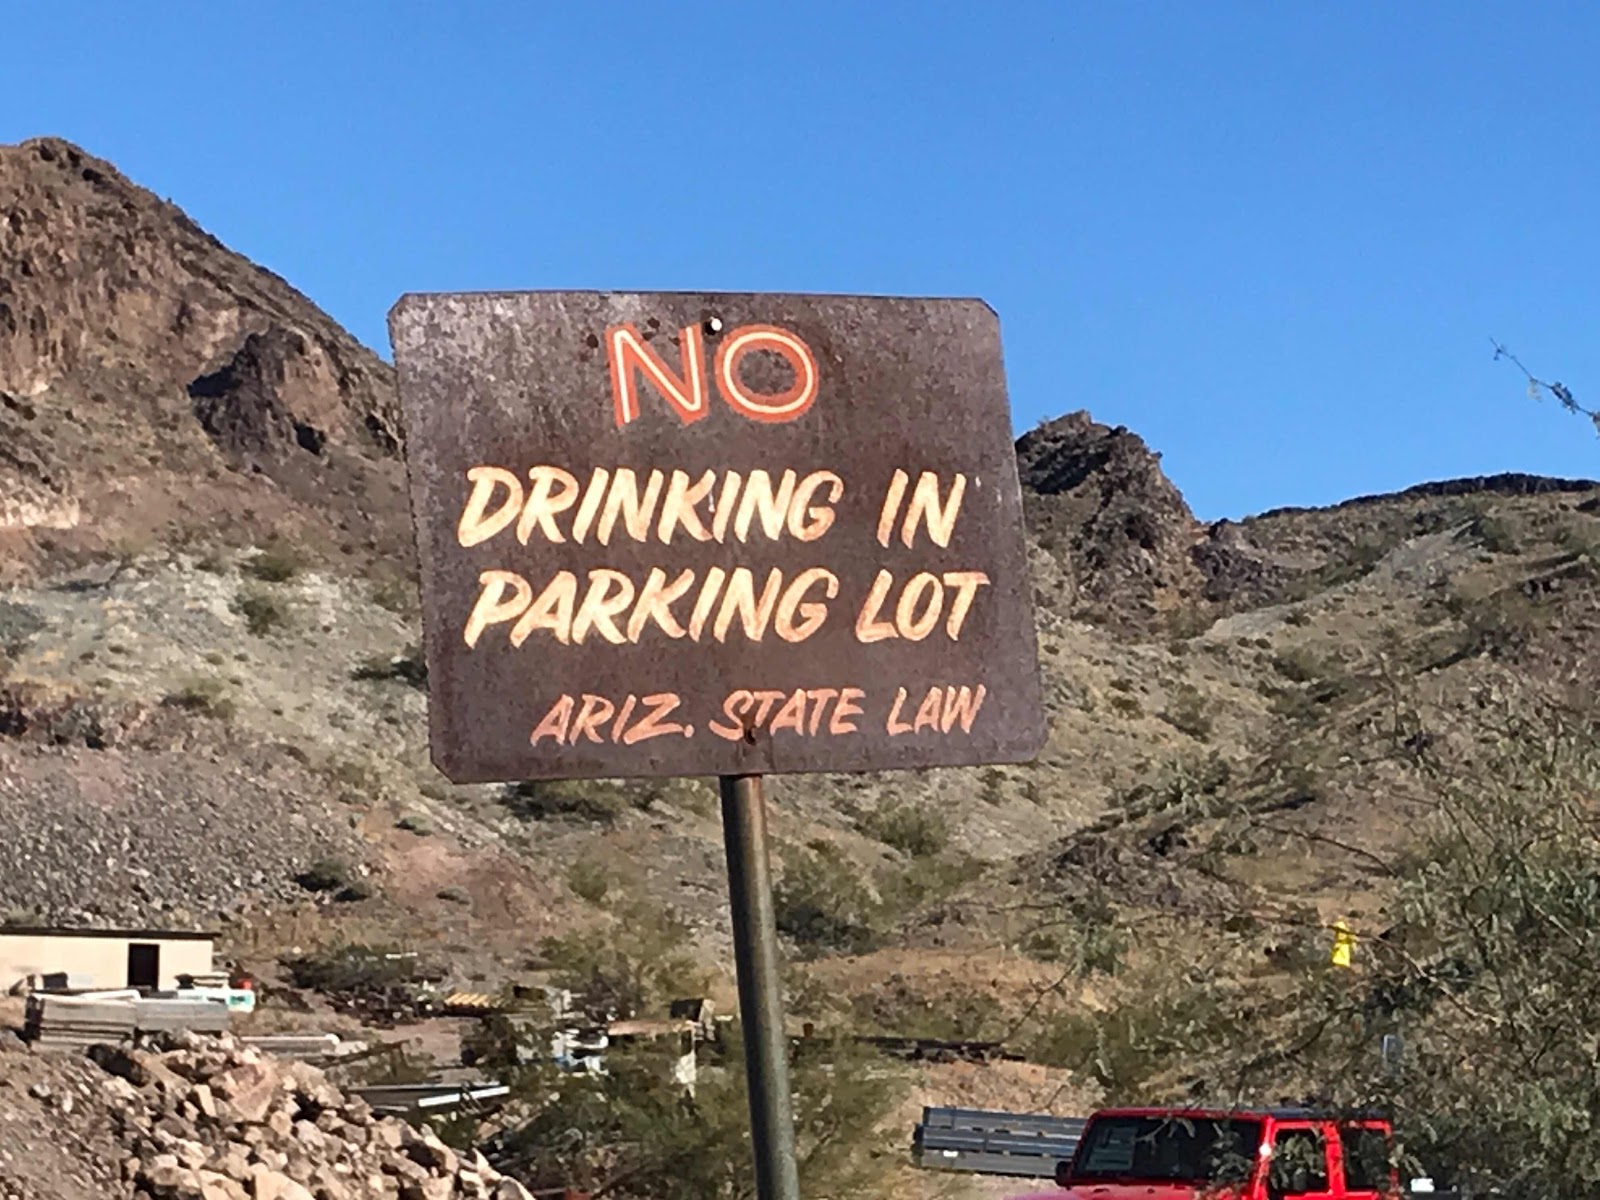 NO
DRINKING IN
PARKING LOT
ARIZ. STATE LAW